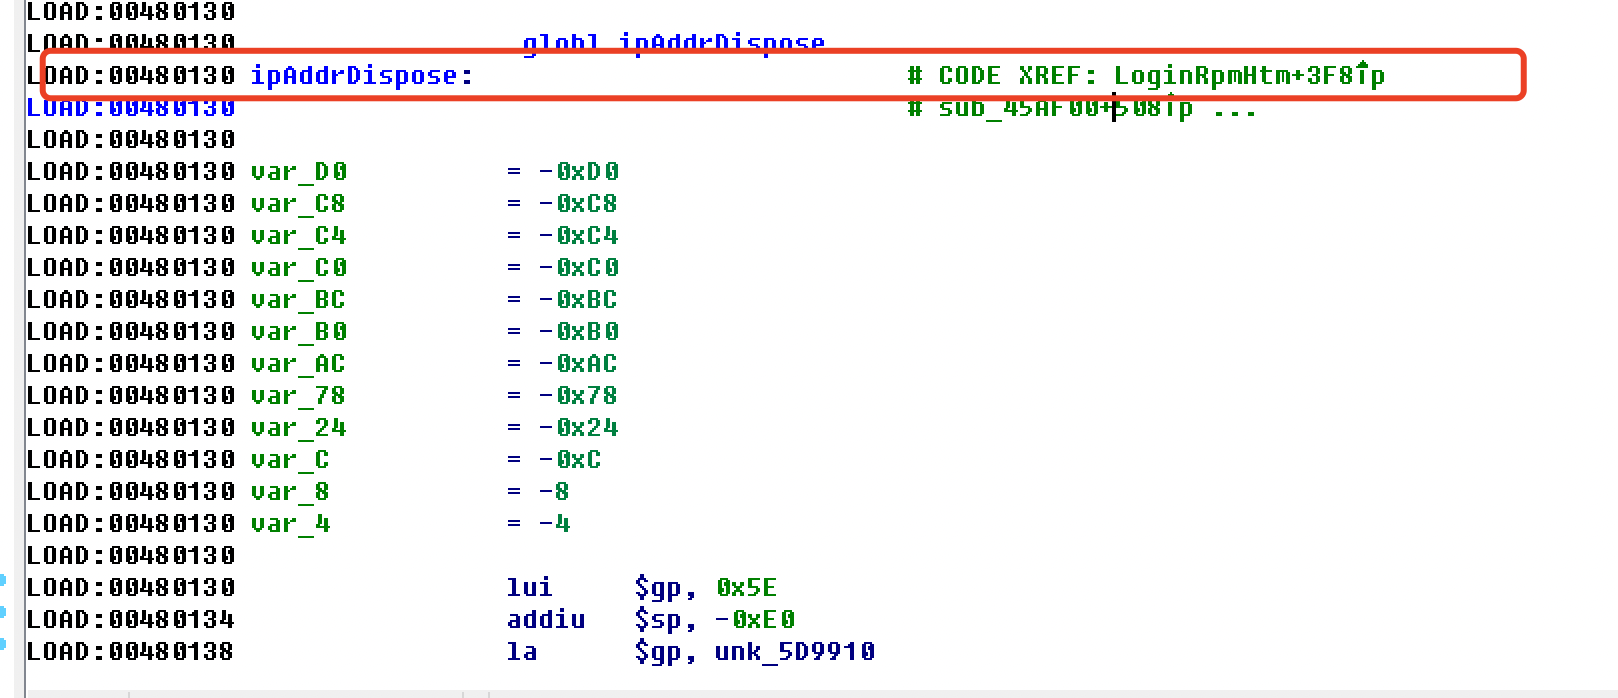 LOAD:00480130
LOAD:00480130 .globl ipAddrDispose
LOAD:00480130 ipAddrDispose: # CODE XREF: LoginRpmHtm+3F8↑p
LOAD:00480130 # sub_45AF00+508↑p ...
LOAD:00480130
LOAD:00480130 var_D0 = -0xD0
LOAD:00480130 var_C8 = -0xC8
LOAD:00480130 var_C4 = -0xC4
LOAD:00480130 var_C0 = -0xC0
LOAD:00480130 var_BC = -0xBC
LOAD:00480130 var_B0 = -0xB0
LOAD:00480130 var_AC = -0xAC
LOAD:00480130 var_78 = -0x78
LOAD:00480130 var_24 = -0x24
LOAD:00480130 var_C = -0xC
LOAD:00480130 var_8 = -8
LOAD:00480130 var_4 = -4
LOAD:00480130
LOAD:00480130 lui $gp, 0x5E
LOAD:00480134 addiu $sp, -0xE0
LOAD:00480138 la $gp, unk_5D9910